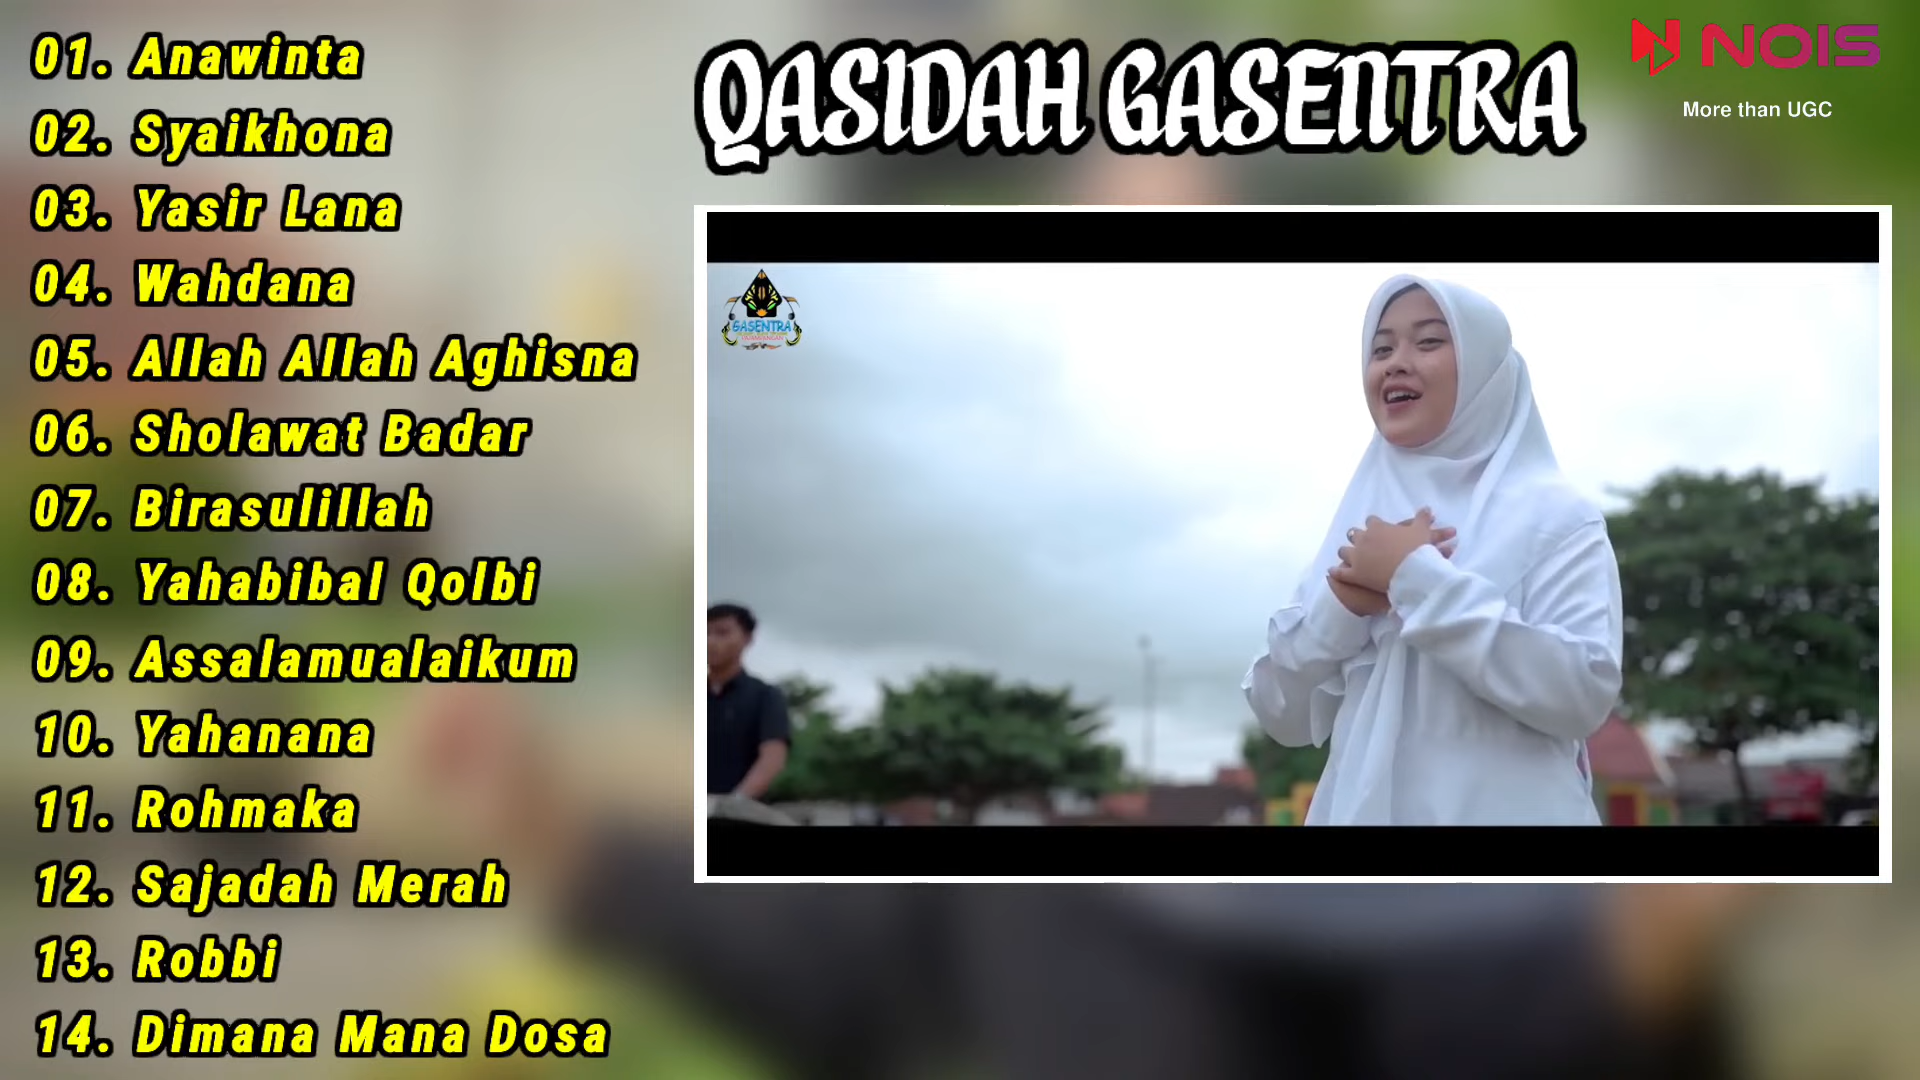 01. Anawinta
02. Syaikhona
03. Yasir Lana
04. Wahdana
05. Allah Allah Aghisna
06. Sholawat Badar
07. Birasulillah
08. Yahabibal Qolbi
09. Assalamualaikum
10. Yahanana
11. Rohmaka
12. Sajadah Merah
13. Robbi
14. Dimana Mana Dosa
QASIDAH GASENTRA
NOIS
More than UGC
GASENTRA